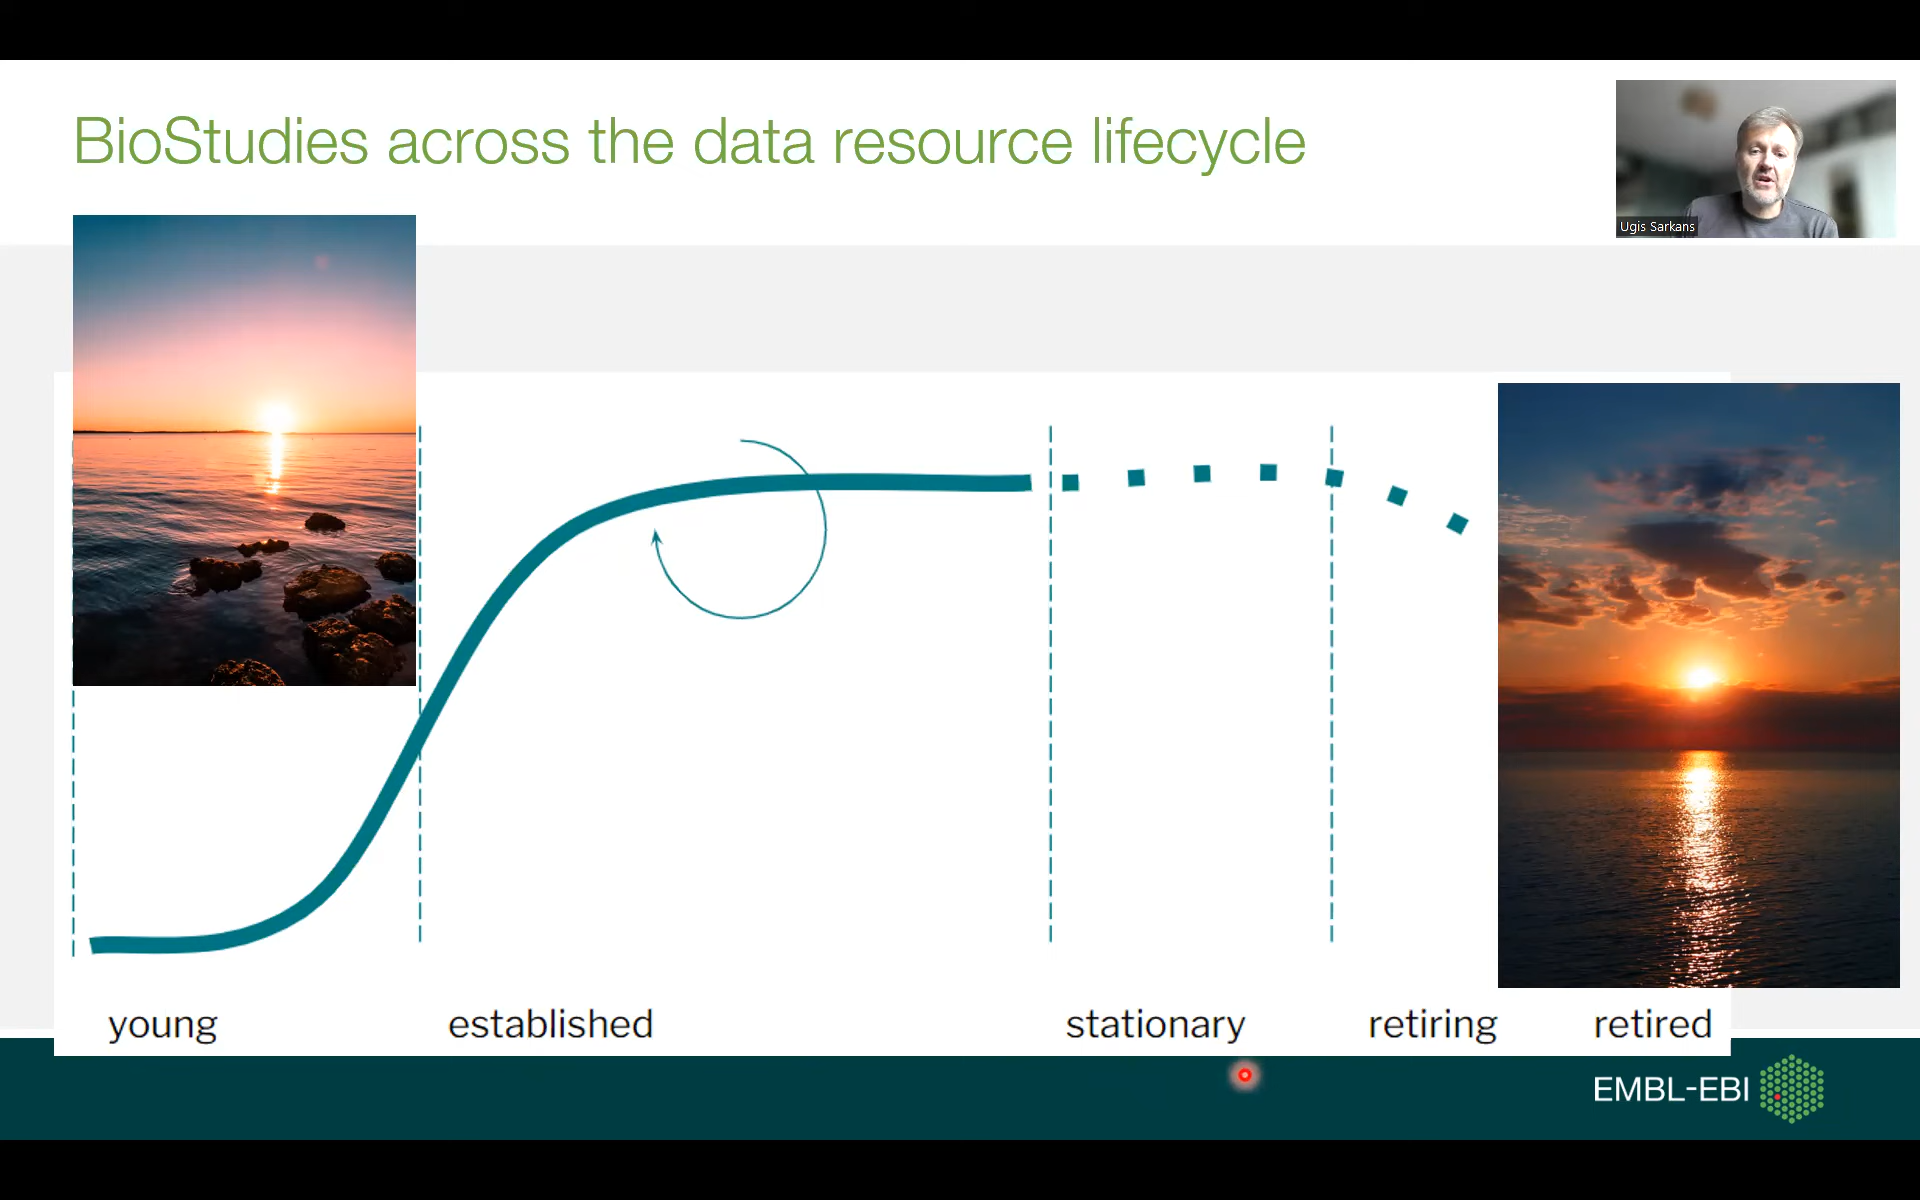 BioStudies across the data resource lifecycle
Ugis Sarkans
young established stationary retiring retired
EMBL-EBI